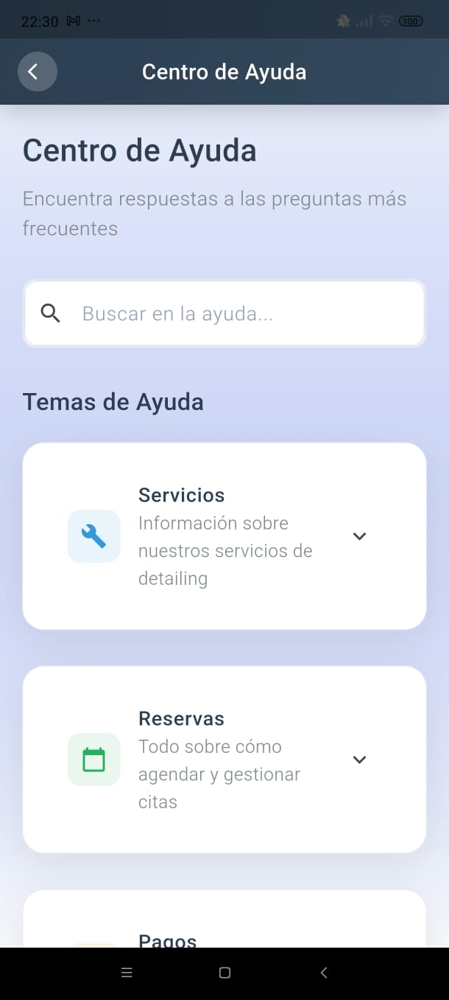 22:30
100
Centro de Ayuda
Centro de Ayuda
Encuentra respuestas a las preguntas más
frecuentes
Buscar en la ayuda...
Temas de Ayuda
Servicios
Información sobre
nuestros servicios de
detailing
Reservas
Todo sobre cómo
agendar y gestionar
citas
Pagos